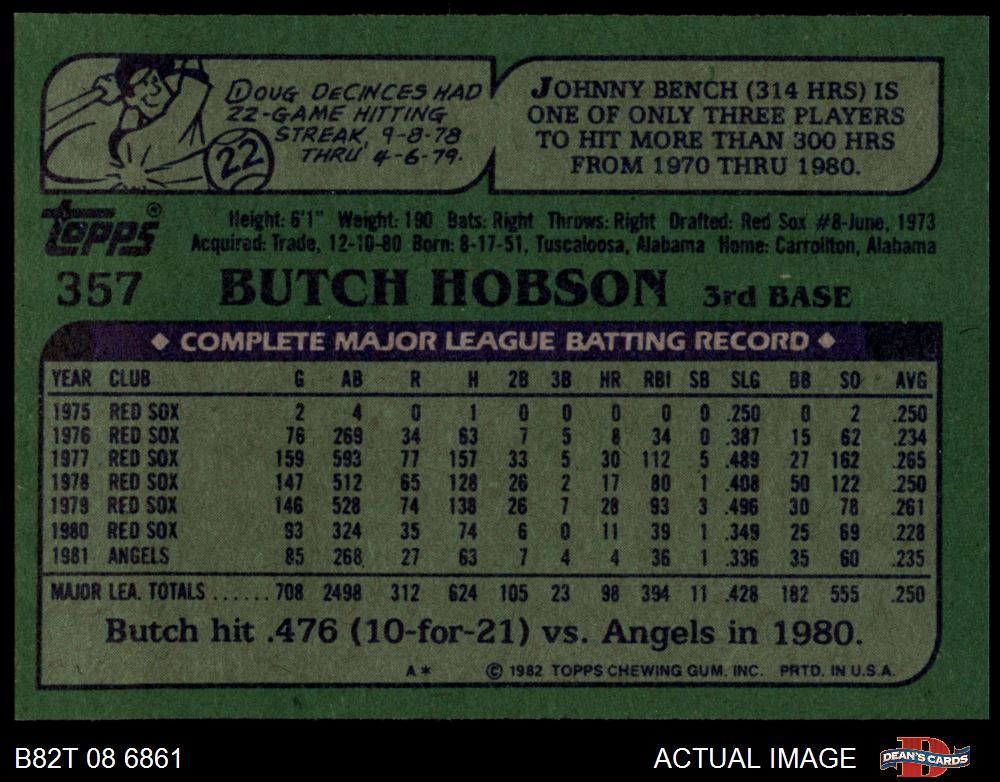 DOUG DECINCES HAD
22-GAME HITTING
STREAK, 9-8-78
THRU 4-6-79.
22
JOHNNY BENCH (314 HRS) IS
ONE OF ONLY THREE PLAYERS
TO HIT MORE THAN 300 HRS
FROM 1970 THRU 1980.
Topps®
Height: 6'1" Weight: 190 Bats: Right Throws: Right Drafted: Red Sox #8-June, 1973
Acquired: Trade, 12-10-80 Born: 8-17-51, Tuscaloosa, Alabama Home: Carrollton, Alabama
357 BUTCH HOBSON 3rd BASE
◆ COMPLETE MAJOR LEAGUE BATTING RECORD ◆
YEAR CLUB G AB R H 2B 3B HR RBI SB SLG BB SO AVG
1975 RED SOX 2 4 0 1 0 0 0 0 0 .250 0 2 .250
1976 RED SOX 76 269 34 63 7 5 8 34 0 .387 15 62 .234
1977 RED SOX 159 593 77 157 33 5 30 112 5 .489 27 162 .265
1978 RED SOX 147 512 65 128 26 2 17 80 1 .408 50 122 .250
1979 RED SOX 146 528 74 138 26 7 28 93 3 .496 30 78 .261
1980 RED SOX 93 324 35 74 6 0 11 39 1 .349 25 69 .228
1981 ANGELS 85 268 27 63 7 4 4 36 1 .336 35 60 .235
MAJOR LEA. TOTALS ...... 708 2498 312 624 105 23 98 394 11 .428 182 555 .250
Butch hit .476 (10-for-21) vs. Angels in 1980.
A* © 1982 TOPPS CHEWING GUM, INC. PRTD. IN U.S.A.
B82T 08 6861
ACTUAL IMAGE
DEAN'S CARDS